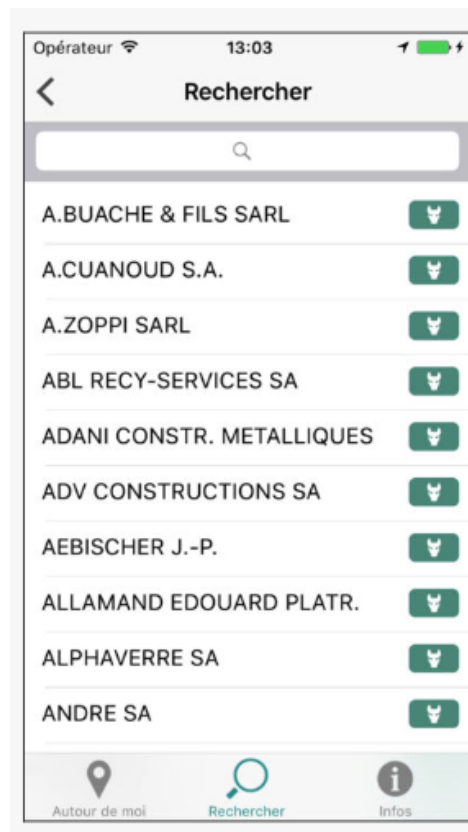 Opérateur 13:03
Rechercher
A.BUACHE & FILS SARL
A.CUANOUD S.A.
A.ZOPPI SARL
ABL RECY-SERVICES SA
ADANI CONSTR. METALLIQUES
ADV CONSTRUCTIONS SA
AEBISCHER J.-P.
ALLAMAND EDOUARD PLATR.
ALPHAVERRE SA
ANDRE SA
Autour de moi Rechercher Infos